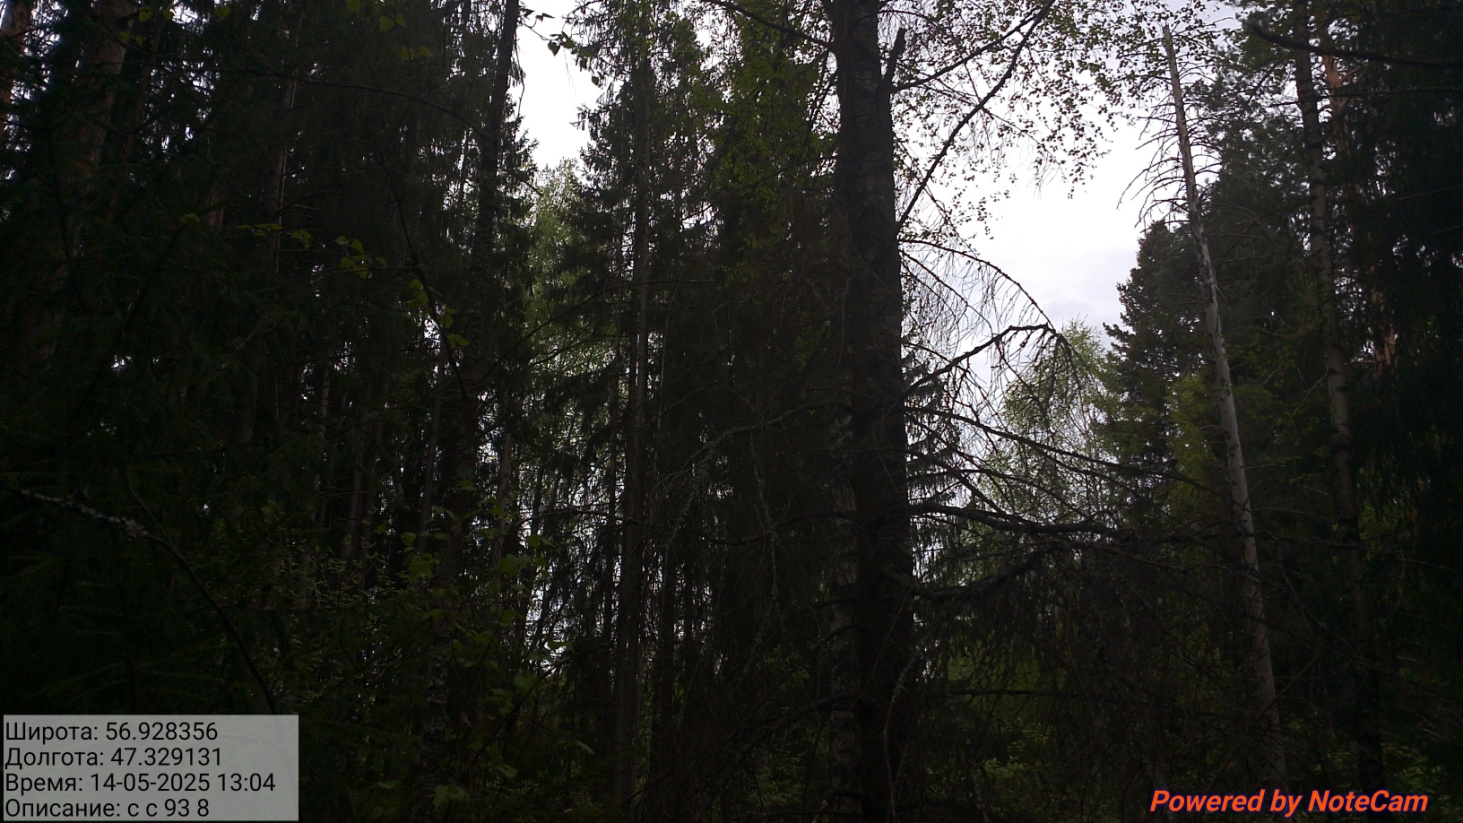 Широта: 56.928356
Долгота: 47.329131
Время: 14-05-2025 13:04
Описание: с с 93 8
Powered by NoteCam